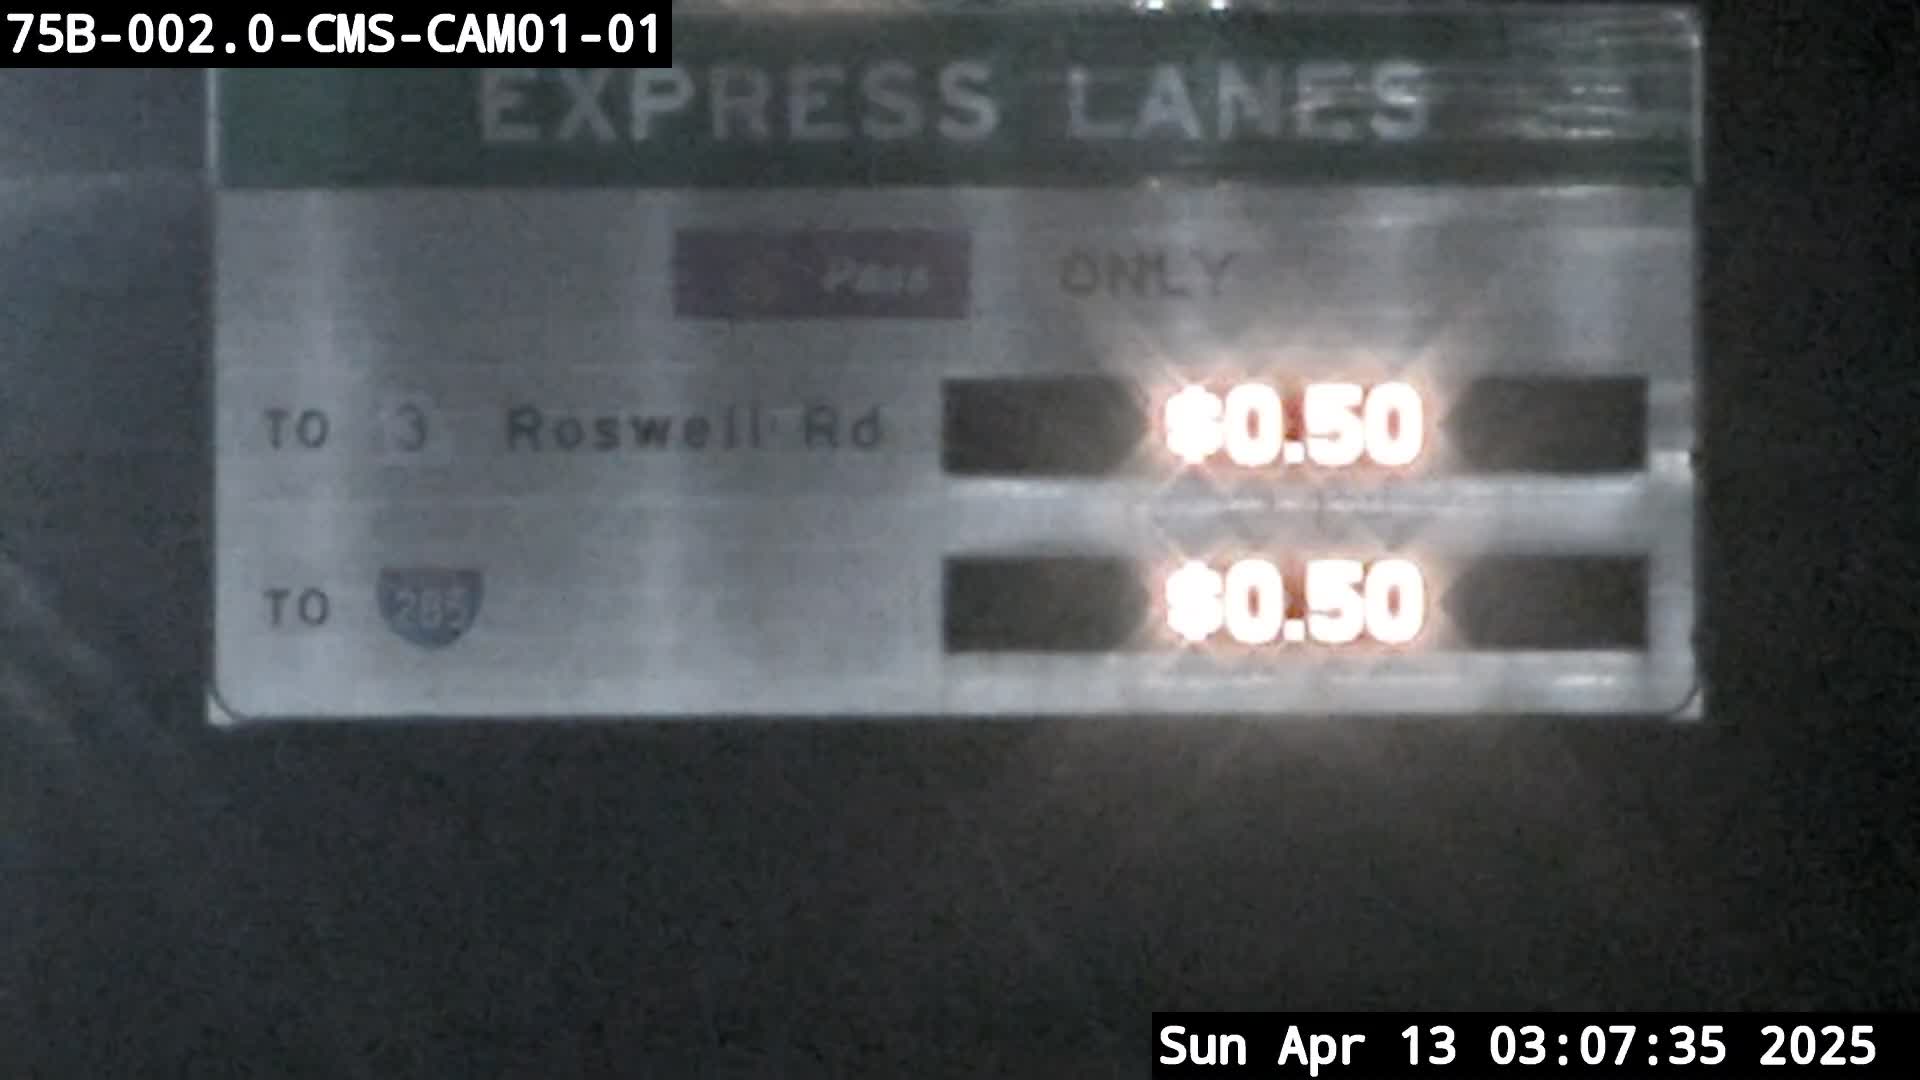 75B-002.0-CMS-CAM01-01
EXPRESS LANES
Pass ONLY
TO 3 Roswell Rd $0.50
TO 285 $0.50
Sun Apr 13 03:07:35 2025